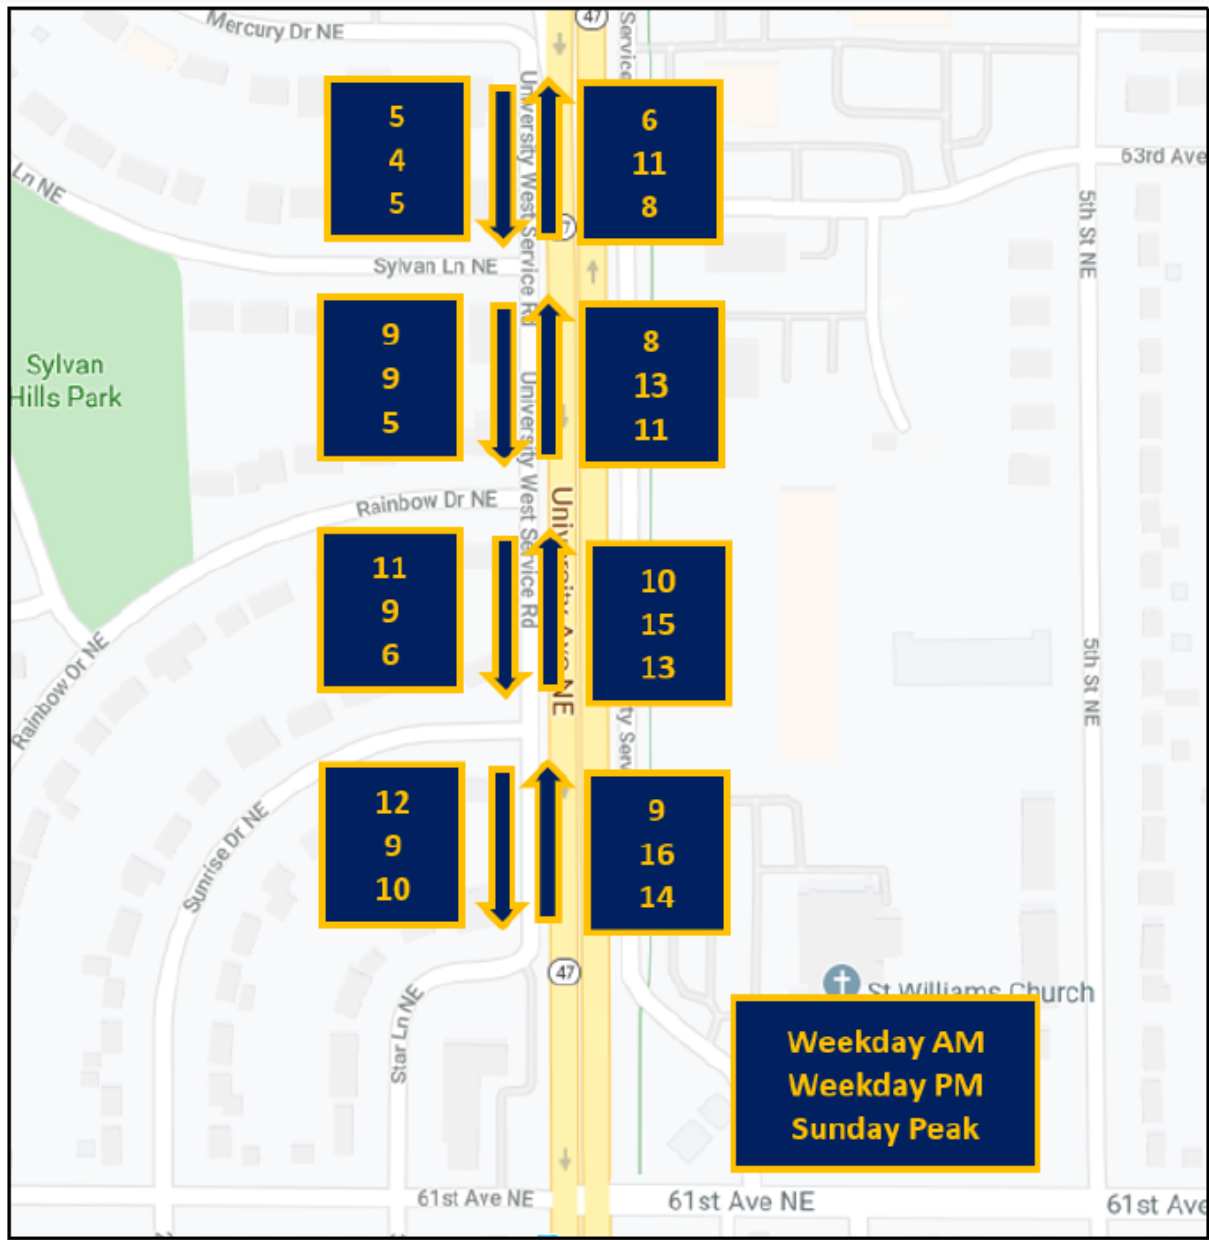 Mercury Dr NE
47
Service
University West Service Rd
5
4
5
6
11
8
63rd Ave
Ln NE
5th St NE
Sylvan Ln NE
9
9
5
8
13
11
Sylvan
Hills Park
University West Service Rd
Rainbow Dr NE
University Ave NE
11
9
6
10
15
13
Rainbow Dr NE
5th St NE
12
9
10
9
16
14
Sunrise Dr NE
47
St Williams Church
Star Ln NE
Weekday AM
Weekday PM
Sunday Peak
61st Ave NE
61st Ave NE
61st Ave